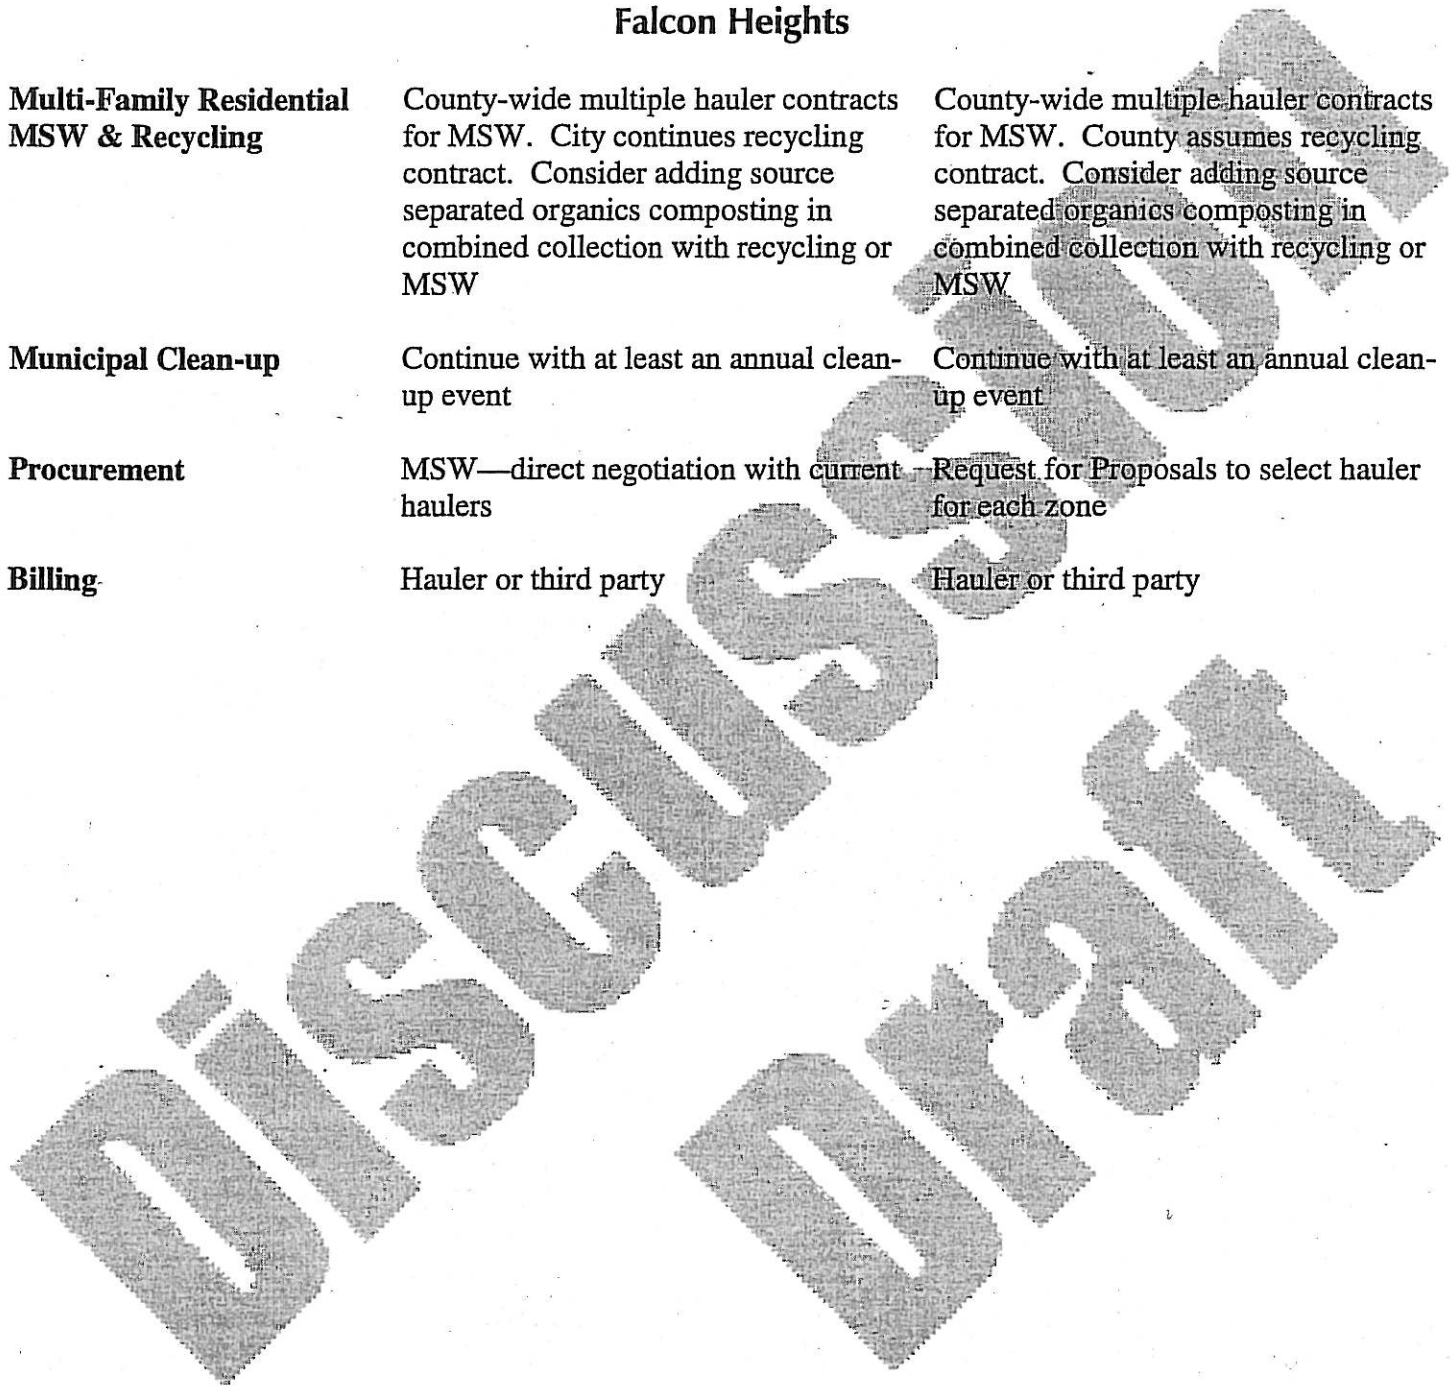 Falcon Heights
Multi-Family Residential
MSW & Recycling
County-wide multiple hauler contracts
for MSW.  City continues recycling
contract.  Consider adding source
separated organics composting in
combined collection with recycling or
MSW
County-wide multiple hauler contracts
for MSW.  County assumes recycling
contract.  Consider adding source
separated organics composting in
combined collection with recycling or
MSW
Municipal Clean-up
Continue with at least an annual clean-
up event
Continue with at least an annual clean-
up event
Procurement
MSW—direct negotiation with current
haulers
Request for Proposals to select hauler
for each zone
Billing
Hauler or third party
Hauler or third party
Discussion
Draft